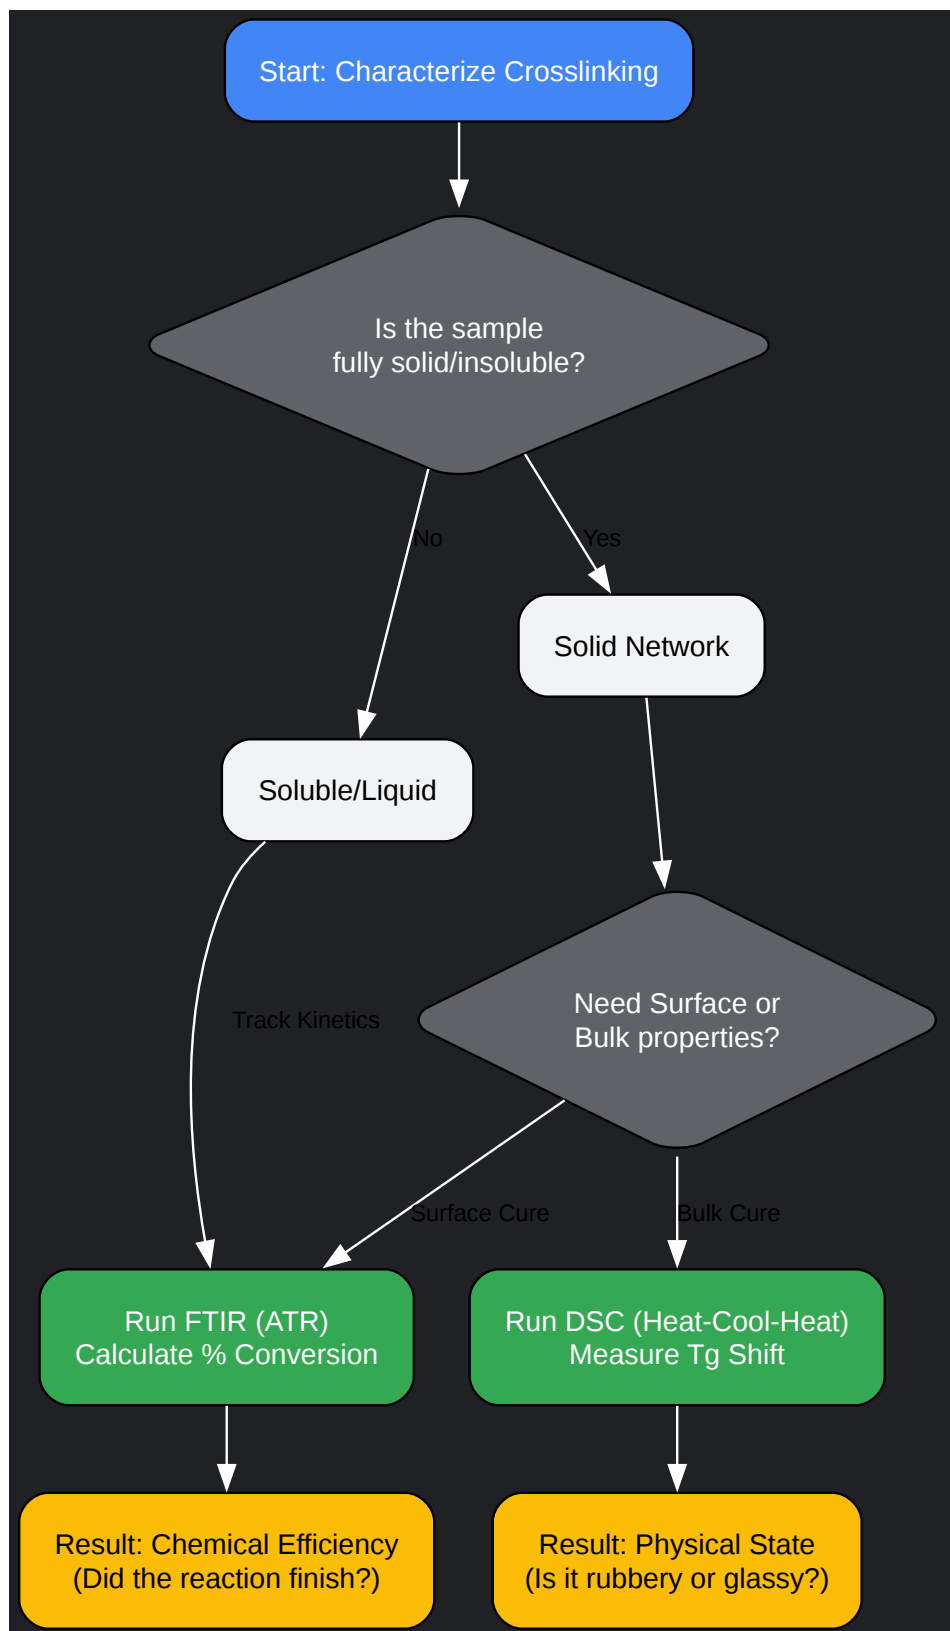 Start: Characterize Crosslinking
Is the sample
fully solid/insoluble?
No
Yes
Solid Network
Soluble/Liquid
Need Surface or
Bulk properties?
Track Kinetics
Surface Cure
Bulk Cure
Run FTIR (ATR)
Calculate % Conversion
Run DSC (Heat-Cool-Heat)
Measure Tg Shift
Result: Chemical Efficiency
(Did the reaction finish?)
Result: Physical State
(Is it rubbery or glassy?)